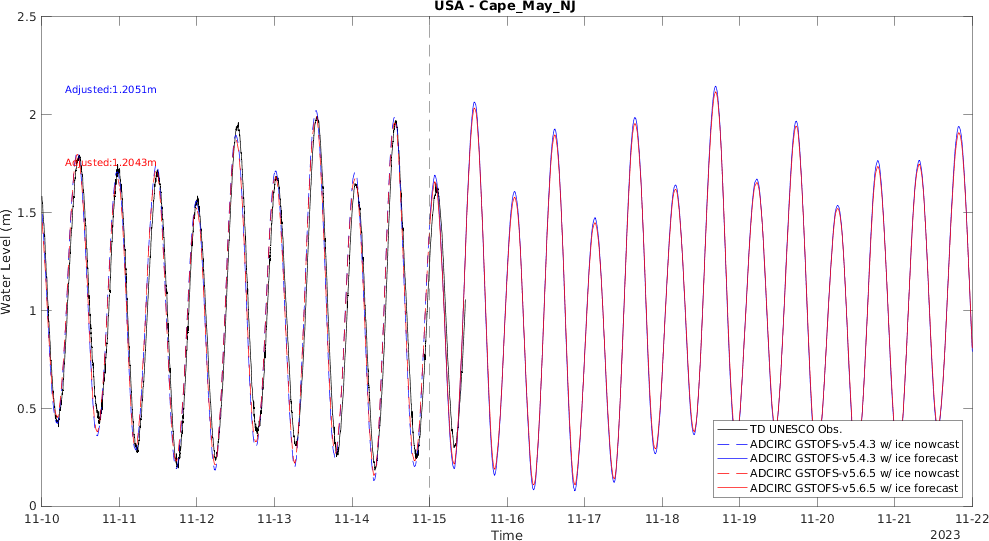 USA - Cape_May_NJ
2.5
2
1.5
1
0.5
0
Water Level (m)
Adjusted:1.2051m
Adjusted:1.2043m
TD UNESCO Obs.
ADCIRC GSTOFS-v5.4.3 w/ ice nowcast
ADCIRC GSTOFS-v5.4.3 w/ ice forecast
ADCIRC GSTOFS-v5.6.5 w/ ice nowcast
ADCIRC GSTOFS-v5.6.5 w/ ice forecast
11-10 11-11 11-12 11-13 11-14 11-15 11-16 11-17 11-18 11-19 11-20 11-21 11-22
Time
2023